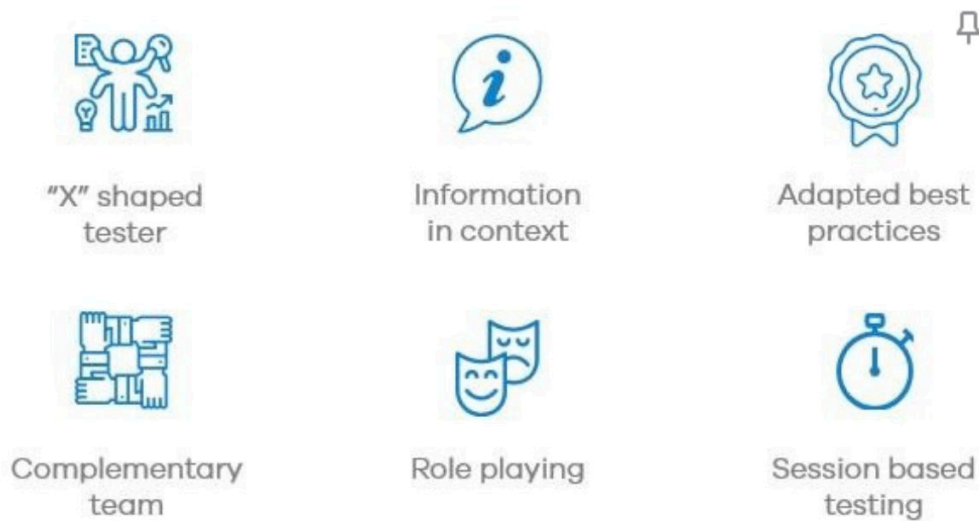 "X" shaped
tester
Information
in context
Adapted best
practices
Complementary
team
Role playing
Session based
testing